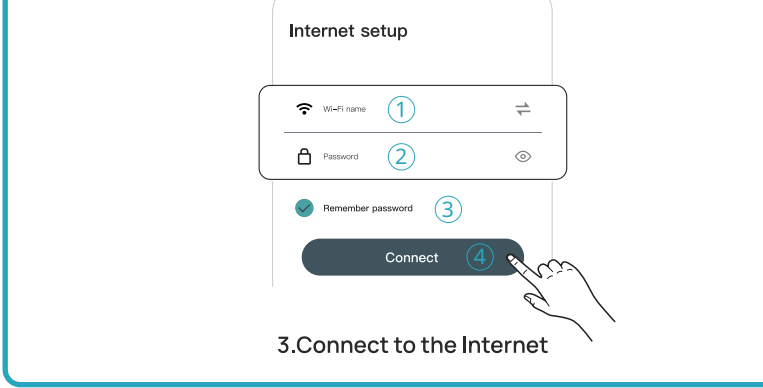 Internet setup
Wi-Fi name ①
Password ②
Remember password ③
Connect ④
3.Connect to the Internet